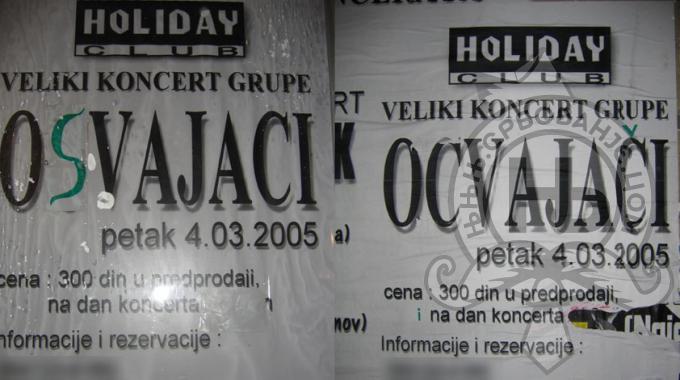 HOLIDAY
CLUB
VELIKI KONCERT GRUPE
OSVAJACI
petak 4.03.2005
cena : 300 din u predprodaji,
na dan koncerta
Informacije i rezervacije :
HOLIDAY
CLUB
VELIKI KONCERT GRUPE
OCVAJAČI
petak 4.03.2005
cena : 300 din u predprodaji,
i na dan koncerta
Informacije i rezervacije :